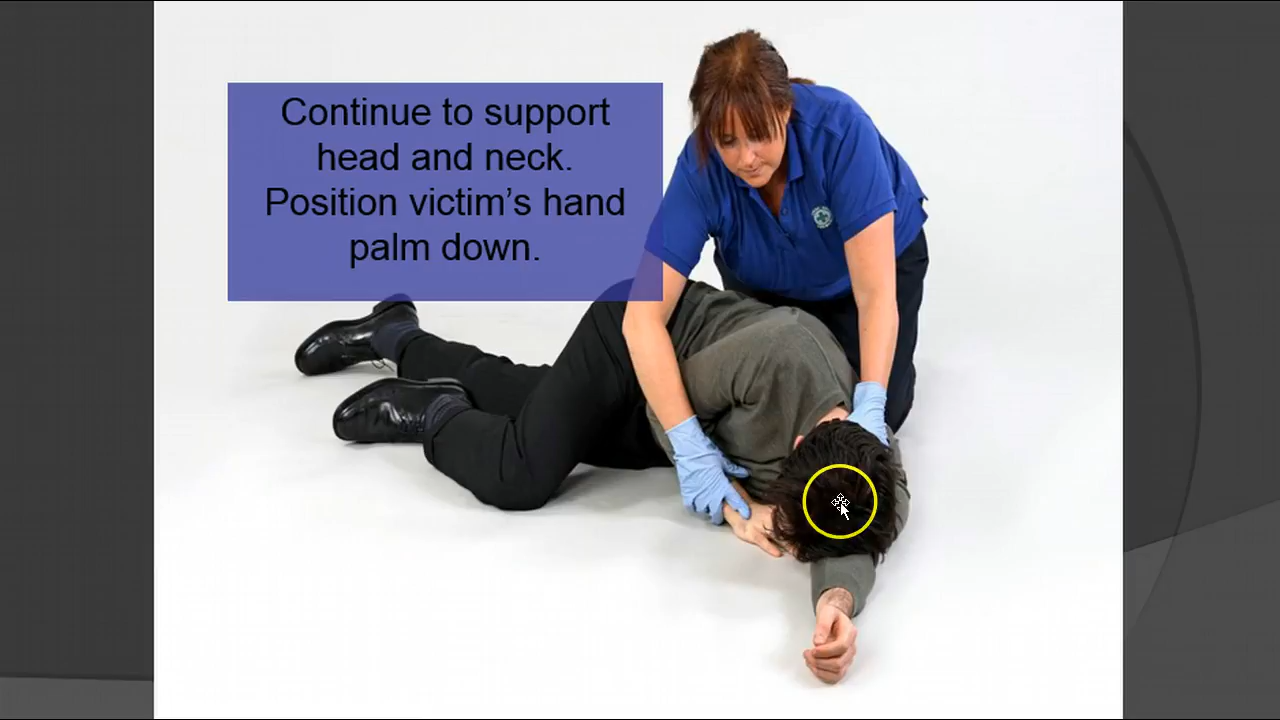 Continue to support
head and neck.
Position victim's hand
palm down.